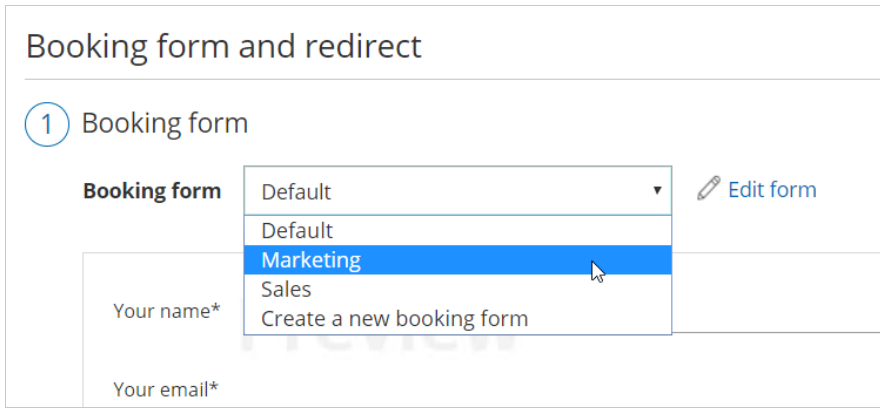 Booking form and redirect
1 Booking form
Booking form Default Edit form
Default
Marketing
Sales
Create a new booking form
Your name*
Preview
Your email*